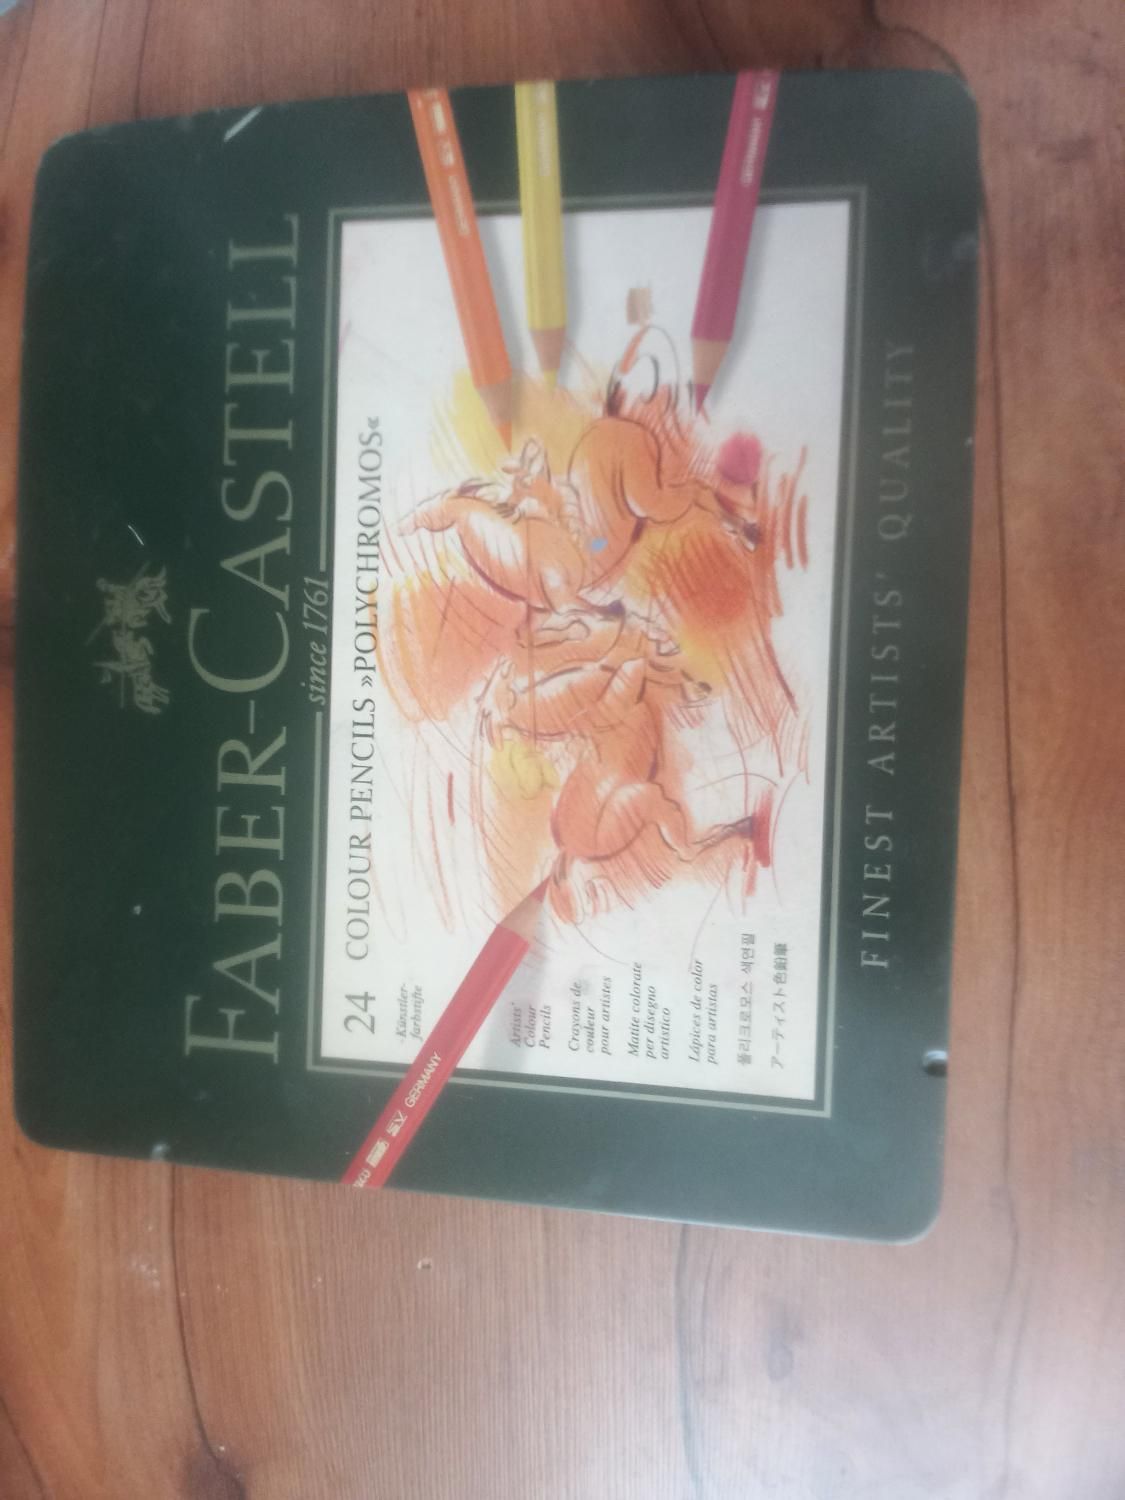 FABER-CASTELL
since 1761
24 COLOUR PENCILS »POLYCHROMOS«
-Künstler-
farbstifte
Artists'
Colour
Pencils
Crayons de
couleur
pour artistes
Matite colorate
per disegno
artistico
Lápices de color
para artistas
폴리크로모스 색연필
アーティスト色鉛筆
GERMANY
FINEST ARTISTS' QUALITY